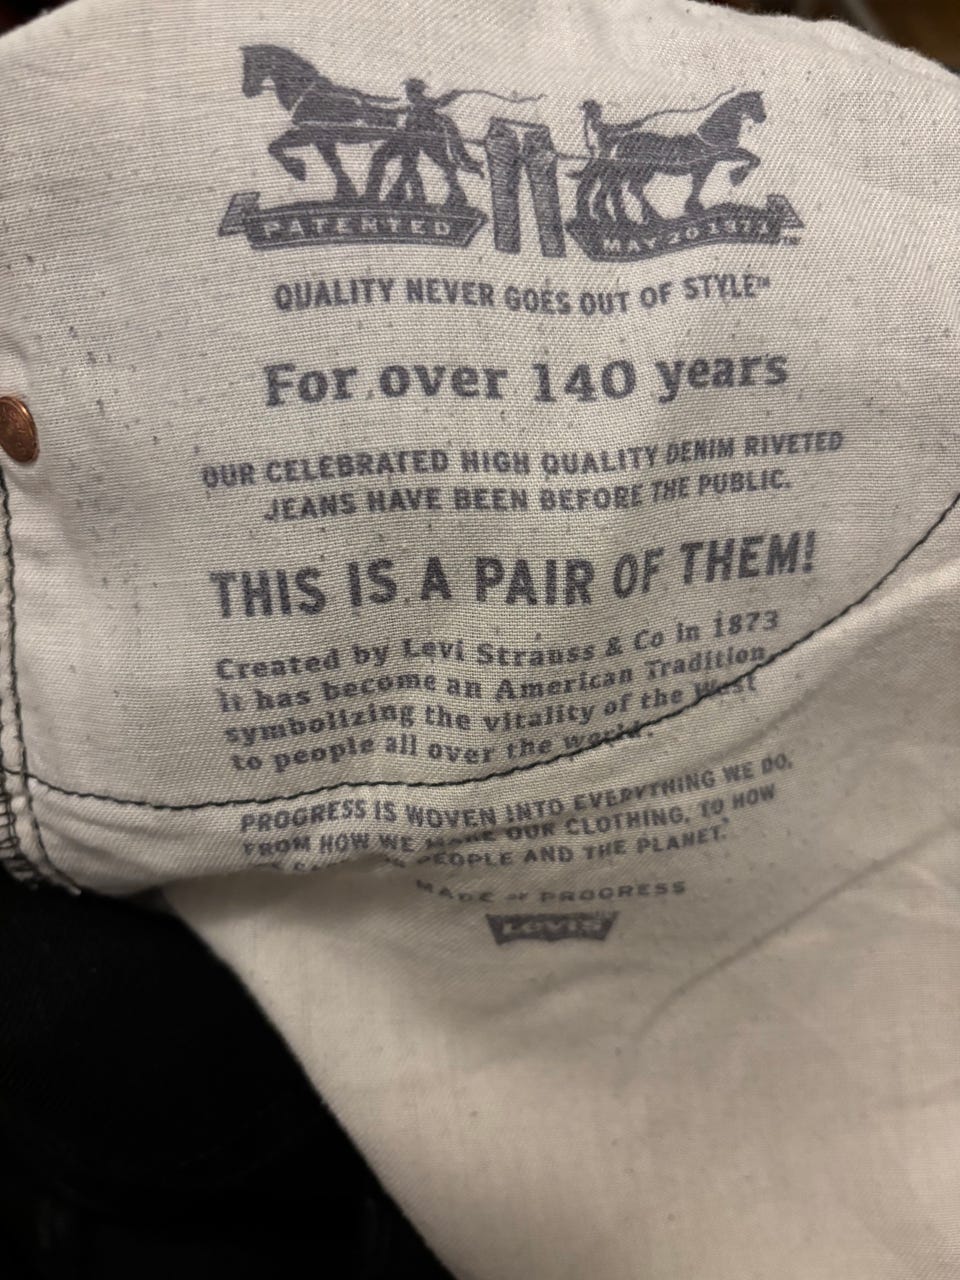 PATENTED MAY 20 1873 TM
QUALITY NEVER GOES OUT OF STYLE™
For over 140 years
OUR CELEBRATED HIGH QUALITY DENIM RIVETED
JEANS HAVE BEEN BEFORE THE PUBLIC.
THIS IS A PAIR OF THEM!
Created by Levi Strauss & Co in 1873
it has become an American Tradition,
symbolizing the vitality of the West
to people all over the world.
PROGRESS IS WOVEN INTO EVERYTHING WE DO,
FROM HOW WE MAKE OUR CLOTHING, TO HOW
PEOPLE AND THE PLANET.
MADE OF PROGRESS
Levi's